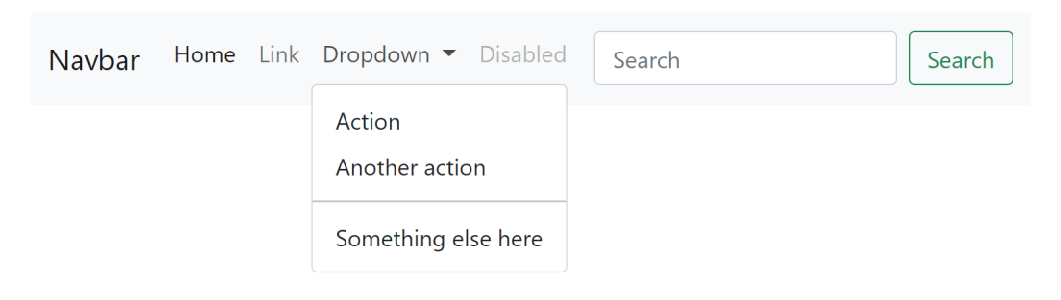 Navbar Home Link Dropdown Disabled Search Search
Action
Another action
Something else here